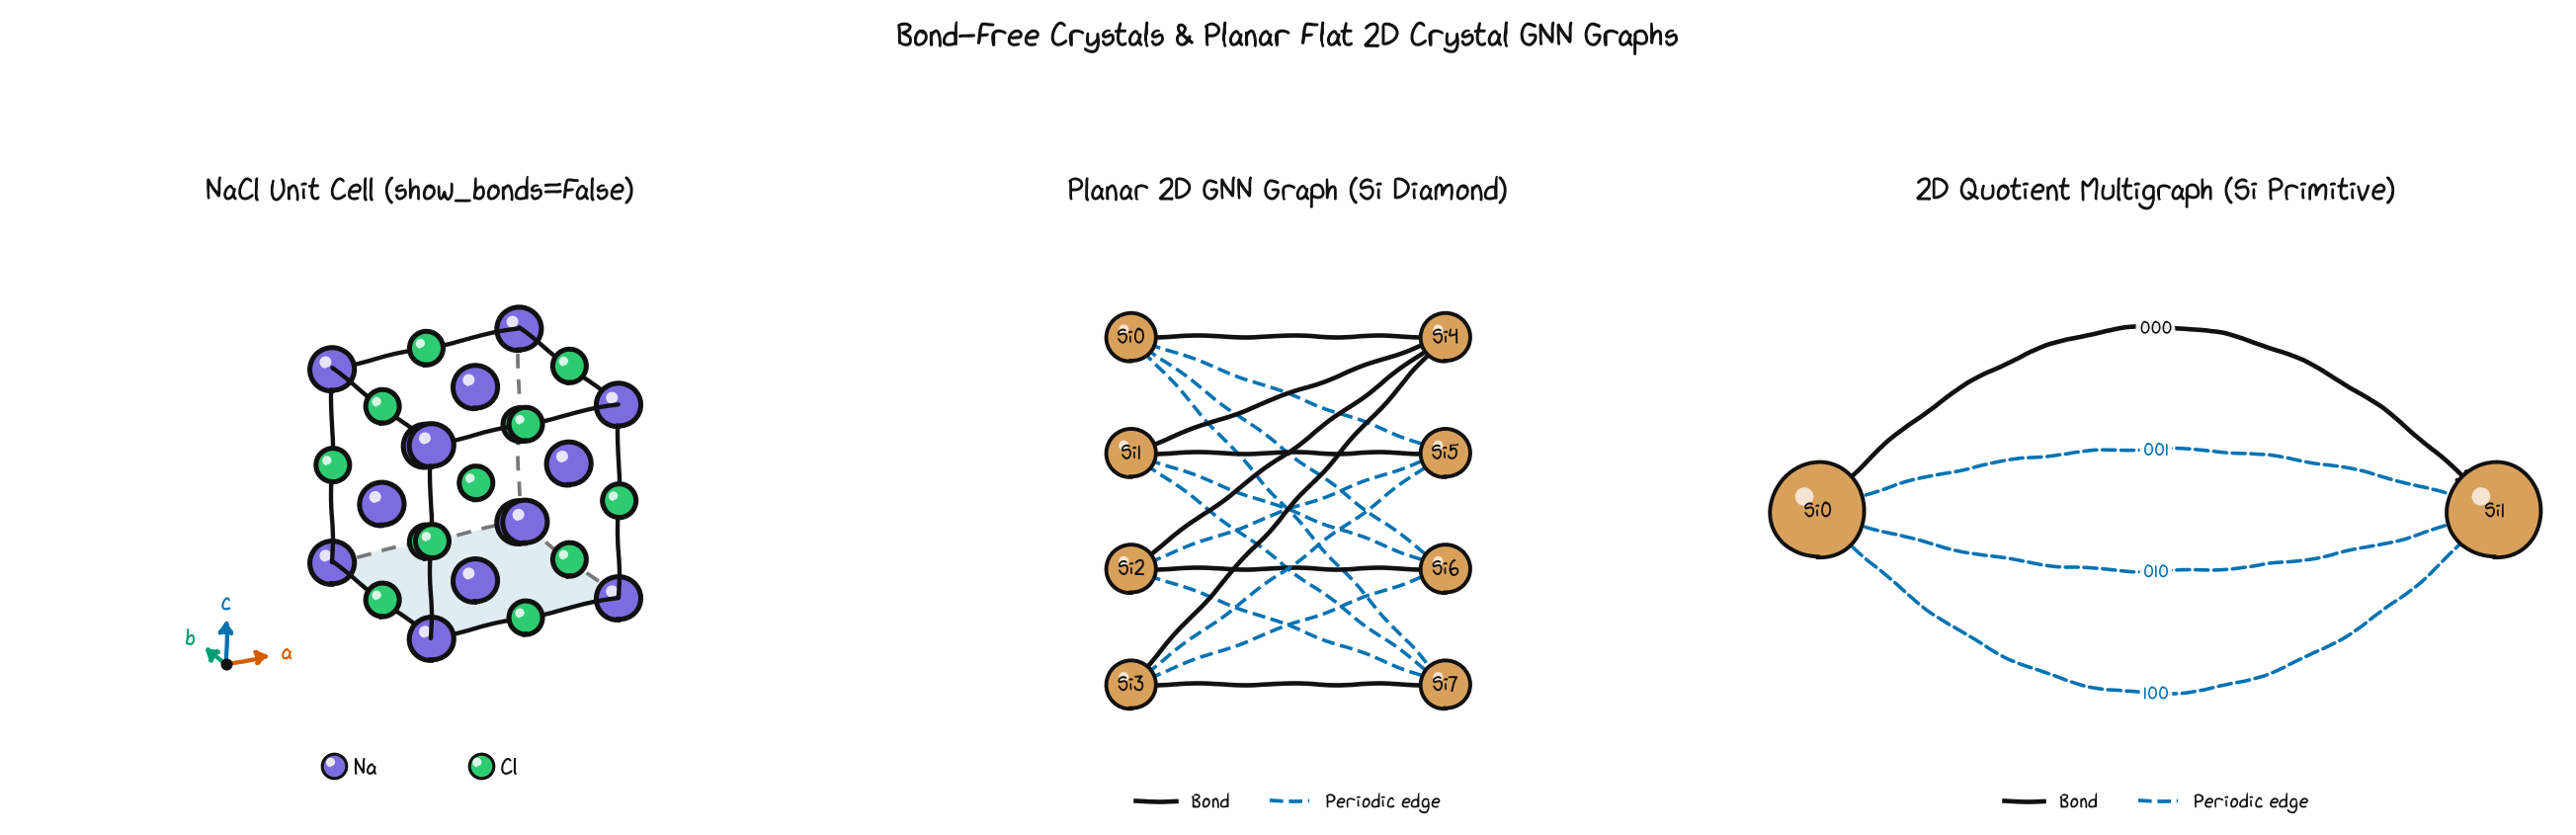 Bond-Free Crystals & Planar Flat 2D Crystal GNN Graphs
NaCl Unit Cell (show_bonds=False)
c
b
a
Na
Cl
Planar 2D GNN Graph (Si Diamond)
Si0
Si4
Si1
Si5
Si2
Si6
Si3
Si7
Bond
Periodic edge
2D Quotient Multigraph (Si Primitive)
000
001
Si0
Si1
010
100
Bond
Periodic edge